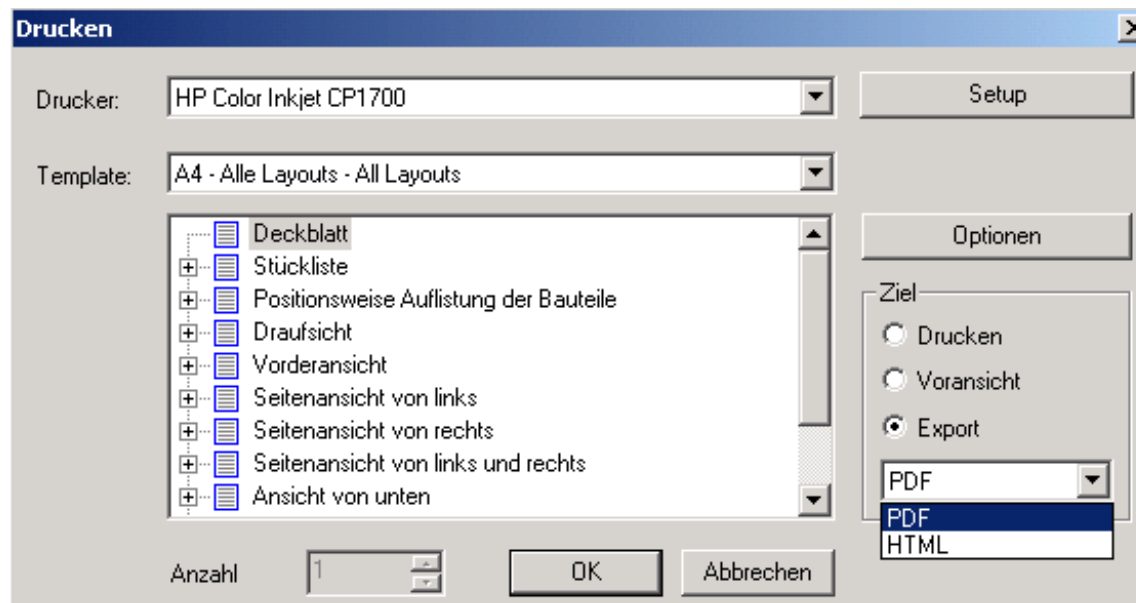 Drucken
Drucker: HP Color Inkjet CP1700 Setup
Template: A4 - Alle Layouts - All Layouts
Deckblatt
Stückliste
Positionsweise Auflistung der Bauteile
Draufsicht
Vorderansicht
Seitenansicht von links
Seitenansicht von rechts
Seitenansicht von links und rechts
Ansicht von unten
Optionen
Ziel
Drucken
Voransicht
Export
PDF
PDF
HTML
Anzahl 1 OK Abbrechen